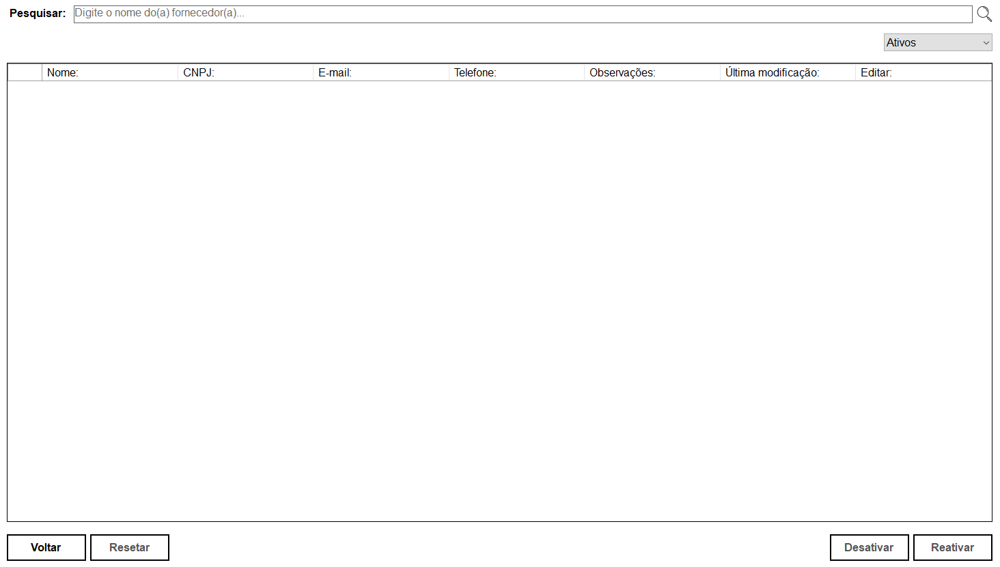 Pesquisar: Digite o nome do(a) fornecedor(a)...
Ativos
Nome: CNPJ: E-mail: Telefone: Observações: Última modificação: Editar:
Voltar Resetar Desativar Reativar